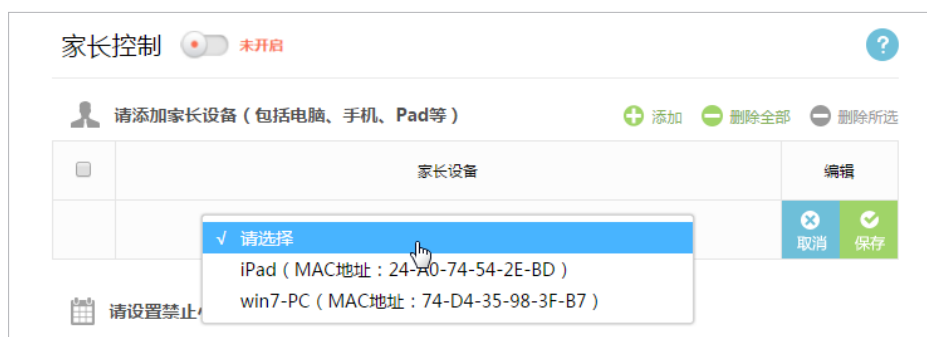 家长控制 未开启 ?
请添加家长设备（包括电脑、手机、Pad等） 添加 删除全部 删除所选
家长设备 编辑
√ 请选择 取消 保存
iPad（MAC地址：24-A0-74-54-2E-BD）
win7-PC（MAC地址：74-D4-35-98-3F-B7）
请设置禁止